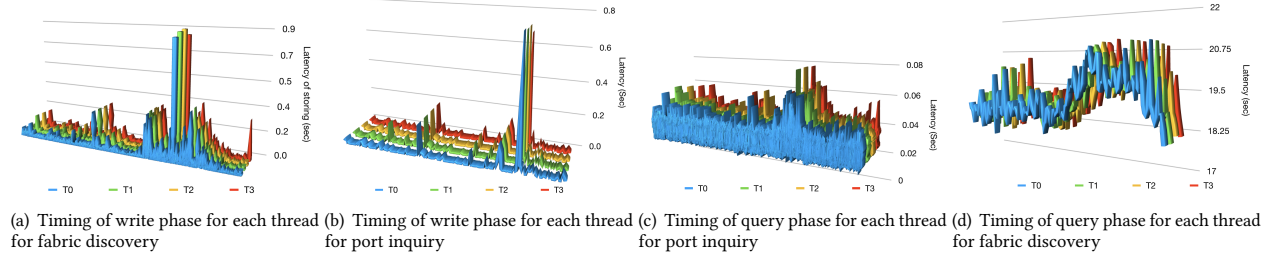 0.9
0.7
0.5
0.4
0.2
0.0
Latency of storing (Sec)
T0 T1 T2 T3
0.8
0.6
0.4
0.2
0.0
Latency (Sec)
T0 T1 T2 T3
0.08
0.06
0.04
0.02
0
Latency (Sec)
T0 T1 T2 T3
22
20.75
19.5
18.25
17
Latency (sec)
T0 T1 T2 T3
(a) Timing of write phase for each thread
for fabric discovery
(b) Timing of write phase for each thread
for port inquiry
(c) Timing of query phase for each thread
for port inquiry
(d) Timing of query phase for each thread
for fabric discovery